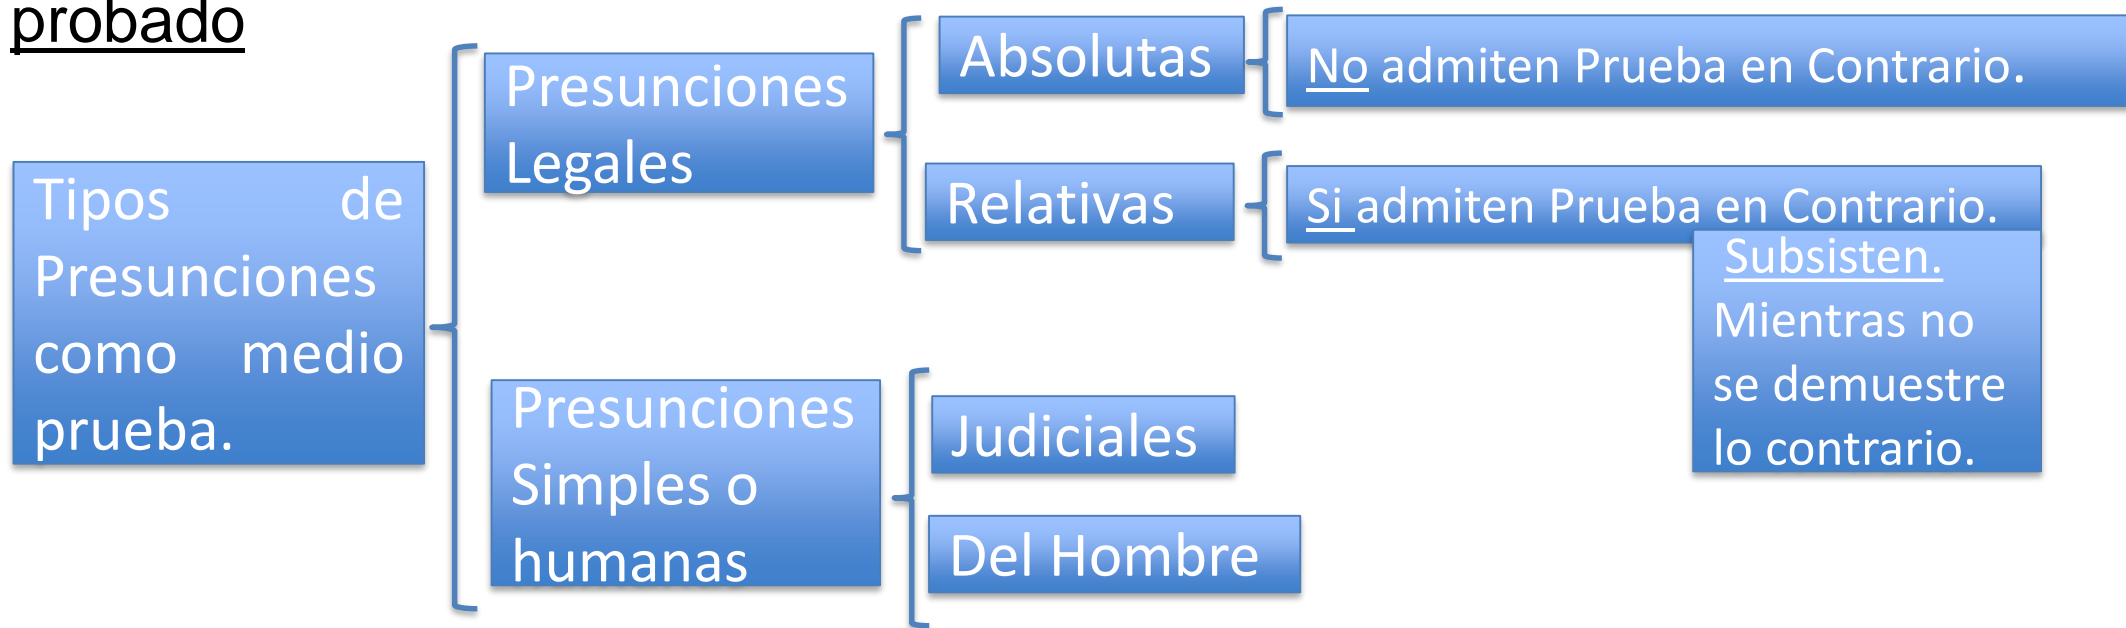 probado
Tipos de
Presunciones
como medio
prueba.
Presunciones
Legales
Absolutas
No admiten Prueba en Contrario.
Relativas
Si admiten Prueba en Contrario.
Subsisten.
Mientras no
se demuestre
lo contrario.
Presunciones
Simples o
humanas
Judiciales
Del Hombre